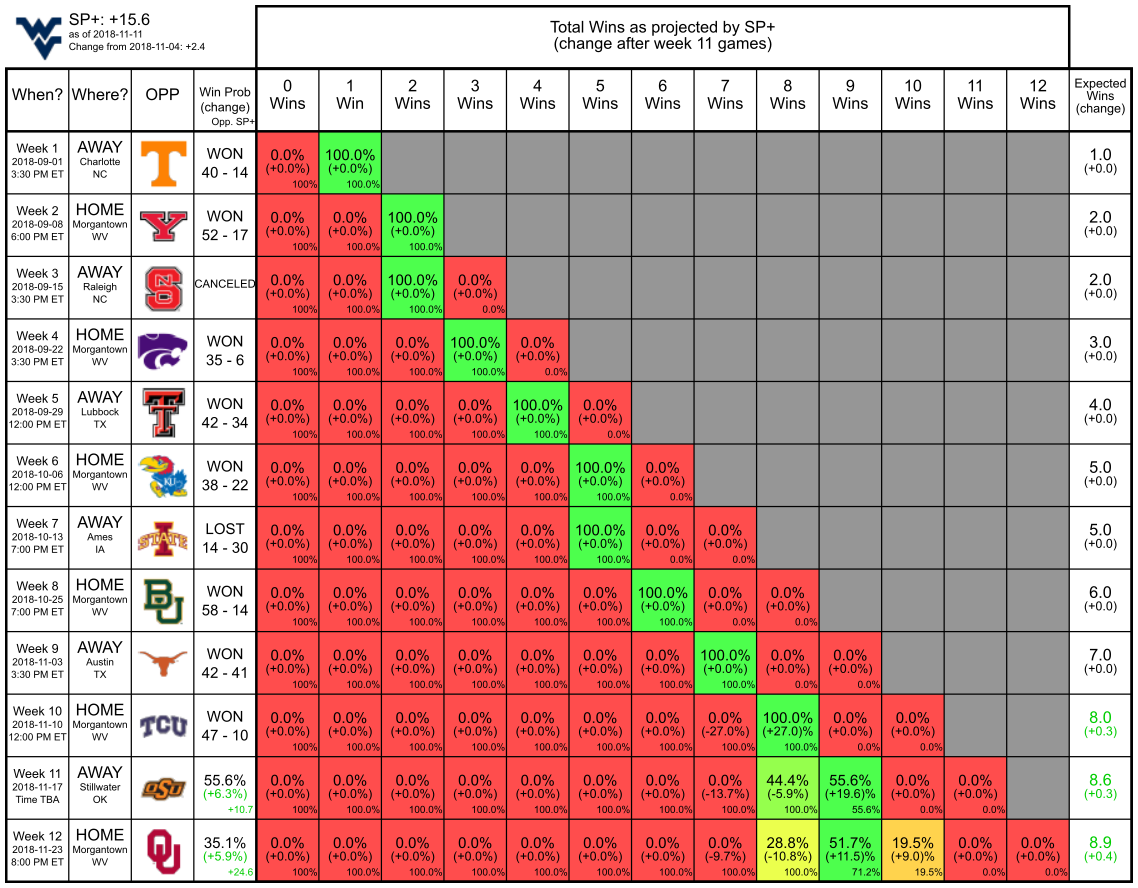 SP+: +15.6
as of 2018-11-11
Change from 2018-11-04: +2.4
Total Wins as projected by SP+
(change after week 11 games)
When? Where? OPP Win Prob 0 1 2 3 4 5 6 7 8 9 10 11 12 Expected
(change) Wins Win Wins Wins Wins Wins Wins Wins Wins Wins Wins Wins Wins Wins
Opp. SP+ (change)
Week 1 AWAY T WON 0.0% 100.0% 1.0
2018-09-01 Charlotte 40 - 14 (+0.0%) (+0.0%) (+0.0)
3:30 PM ET NC 100% 100.0%
Week 2 HOME Y WON 0.0% 0.0% 100.0% 2.0
2018-09-08 Morgantown 52 - 17 (+0.0%) (+0.0%) (+0.0%) (+0.0)
6:00 PM ET WV 100% 100.0% 100.0%
Week 3 AWAY S CANCELED 0.0% 0.0% 100.0% 0.0% 2.0
2018-09-15 Raleigh (+0.0%) (+0.0%) (+0.0%) (+0.0%) (+0.0)
3:30 PM ET NC 100% 100.0% 100.0% 0.0%
Week 4 HOME WON 0.0% 0.0% 0.0% 100.0% 0.0% 3.0
2018-09-22 Morgantown 35 - 6 (+0.0%) (+0.0%) (+0.0%) (+0.0%) (+0.0%) (+0.0)
3:30 PM ET WV 100% 100.0% 100.0% 100.0% 0.0%
Week 5 AWAY T WON 0.0% 0.0% 0.0% 0.0% 100.0% 0.0% 4.0
2018-09-29 Lubbock 42 - 34 (+0.0%) (+0.0%) (+0.0%) (+0.0%) (+0.0%) (+0.0%) (+0.0)
12:00 PM ET TX 100% 100.0% 100.0% 100.0% 100.0% 0.0%
Week 6 HOME KU WON 0.0% 0.0% 0.0% 0.0% 0.0% 100.0% 0.0% 5.0
2018-10-06 Morgantown 38 - 22 (+0.0%) (+0.0%) (+0.0%) (+0.0%) (+0.0%) (+0.0%) (+0.0%) (+0.0)
12:00 PM ET WV 100% 100.0% 100.0% 100.0% 100.0% 100.0% 0.0%
Week 7 AWAY I STATE LOST 0.0% 0.0% 0.0% 0.0% 0.0% 100.0% 0.0% 0.0% 5.0
2018-10-13 Ames 14 - 30 (+0.0%) (+0.0%) (+0.0%) (+0.0%) (+0.0%) (+0.0%) (+0.0%) (+0.0%) (+0.0)
7:00 PM ET IA 100% 100.0% 100.0% 100.0% 100.0% 100.0% 0.0% 0.0%
Week 8 HOME BU WON 0.0% 0.0% 0.0% 0.0% 0.0% 0.0% 100.0% 0.0% 0.0% 6.0
2018-10-25 Morgantown 58 - 14 (+0.0%) (+0.0%) (+0.0%) (+0.0%) (+0.0%) (+0.0%) (+0.0%) (+0.0%) (+0.0%) (+0.0)
7:00 PM ET WV 100% 100.0% 100.0% 100.0% 100.0% 100.0% 100.0% 0.0% 0.0%
Week 9 AWAY WON 0.0% 0.0% 0.0% 0.0% 0.0% 0.0% 0.0% 100.0% 0.0% 0.0% 7.0
2018-11-03 Austin 42 - 41 (+0.0%) (+0.0%) (+0.0%) (+0.0%) (+0.0%) (+0.0%) (+0.0%) (+0.0%) (+0.0%) (+0.0%) (+0.0)
3:30 PM ET TX 100% 100.0% 100.0% 100.0% 100.0% 100.0% 100.0% 100.0% 0.0% 0.0%
Week 10 HOME TCU WON 0.0% 0.0% 0.0% 0.0% 0.0% 0.0% 0.0% 0.0% 100.0% 0.0% 0.0% 8.0
2018-11-10 Morgantown 47 - 10 (+0.0%) (+0.0%) (+0.0%) (+0.0%) (+0.0%) (+0.0%) (+0.0%) (-27.0%) (+27.0)% (+0.0%) (+0.0%) (+0.3)
12:00 PM ET WV 100% 100.0% 100.0% 100.0% 100.0% 100.0% 100.0% 100.0% 100.0% 0.0% 0.0%
Week 11 AWAY OSU 55.6% 0.0% 0.0% 0.0% 0.0% 0.0% 0.0% 0.0% 0.0% 44.4% 55.6% 0.0% 0.0% 8.6
2018-11-17 Stillwater (+6.3%) (+0.0%) (+0.0%) (+0.0%) (+0.0%) (+0.0%) (+0.0%) (+0.0%) (-13.7%) (-5.9%) (+19.6)% (+0.0%) (+0.0%) (+0.3)
Time TBA OK +10.7 100% 100.0% 100.0% 100.0% 100.0% 100.0% 100.0% 100.0% 100.0% 55.6% 0.0% 0.0%
Week 12 HOME OU 35.1% 0.0% 0.0% 0.0% 0.0% 0.0% 0.0% 0.0% 0.0% 28.8% 51.7% 19.5% 0.0% 0.0% 8.9
2018-11-23 Morgantown (+5.9%) (+0.0%) (+0.0%) (+0.0%) (+0.0%) (+0.0%) (+0.0%) (+0.0%) (-9.7%) (-10.8%) (+11.5)% (+9.0)% (+0.0%) (+0.0%) (+0.4)
8:00 PM ET WV +24.6 100% 100.0% 100.0% 100.0% 100.0% 100.0% 100.0% 100.0% 100.0% 71.2% 19.5% 0.0% 0.0%